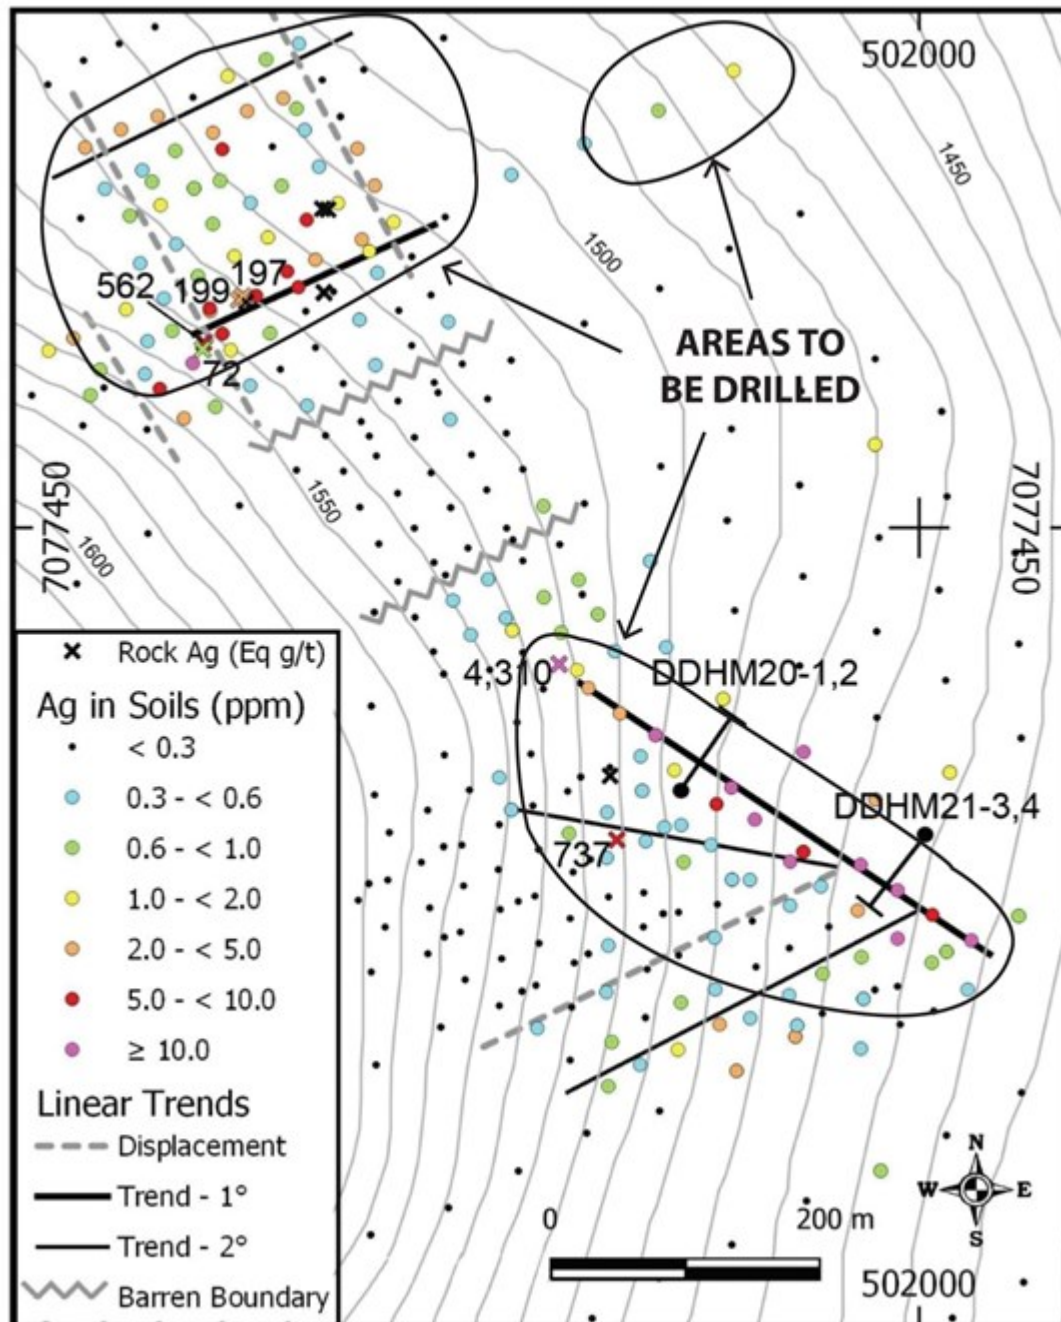 502000
1450
1500
562
199
197
72
AREAS TO
BE DRILLED
7077450
7077450
1550
1600
4,310
DDHM20-1,2
DDHM21-3,4
737
× Rock Ag (Eq g/t)
Ag in Soils (ppm)
< 0.3
0.3 - < 0.6
0.6 - < 1.0
1.0 - < 2.0
2.0 - < 5.0
5.0 - < 10.0
≥ 10.0
Linear Trends
Displacement
Trend - 1°
Trend - 2°
Barren Boundary
N
W E
S
0 200 m
502000